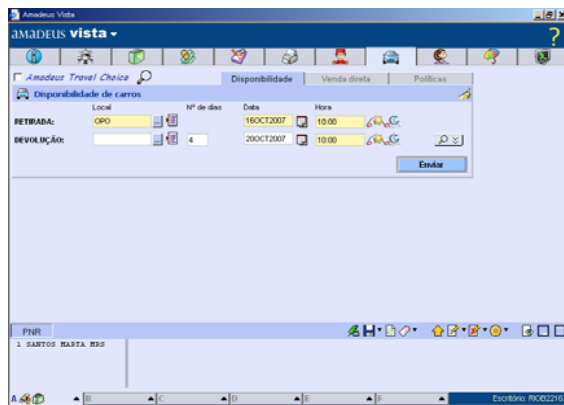 Amadeus Vista
aMaDEUS vista
?
Amadeus Travel Choice
Disponibilidade
Venda direta
Políticas
Disponibilidade de carros
Local
Nº de dias
Data
Hora
RETIRADA:
OPO
16OCT2007
10:00
DEVOLUÇÃO:
4
20OCT2007
10:00
Enviar
PNR
1 SANTOS MARTA MRS
A
B
C
D
E
F
Escritório: RIOB2216